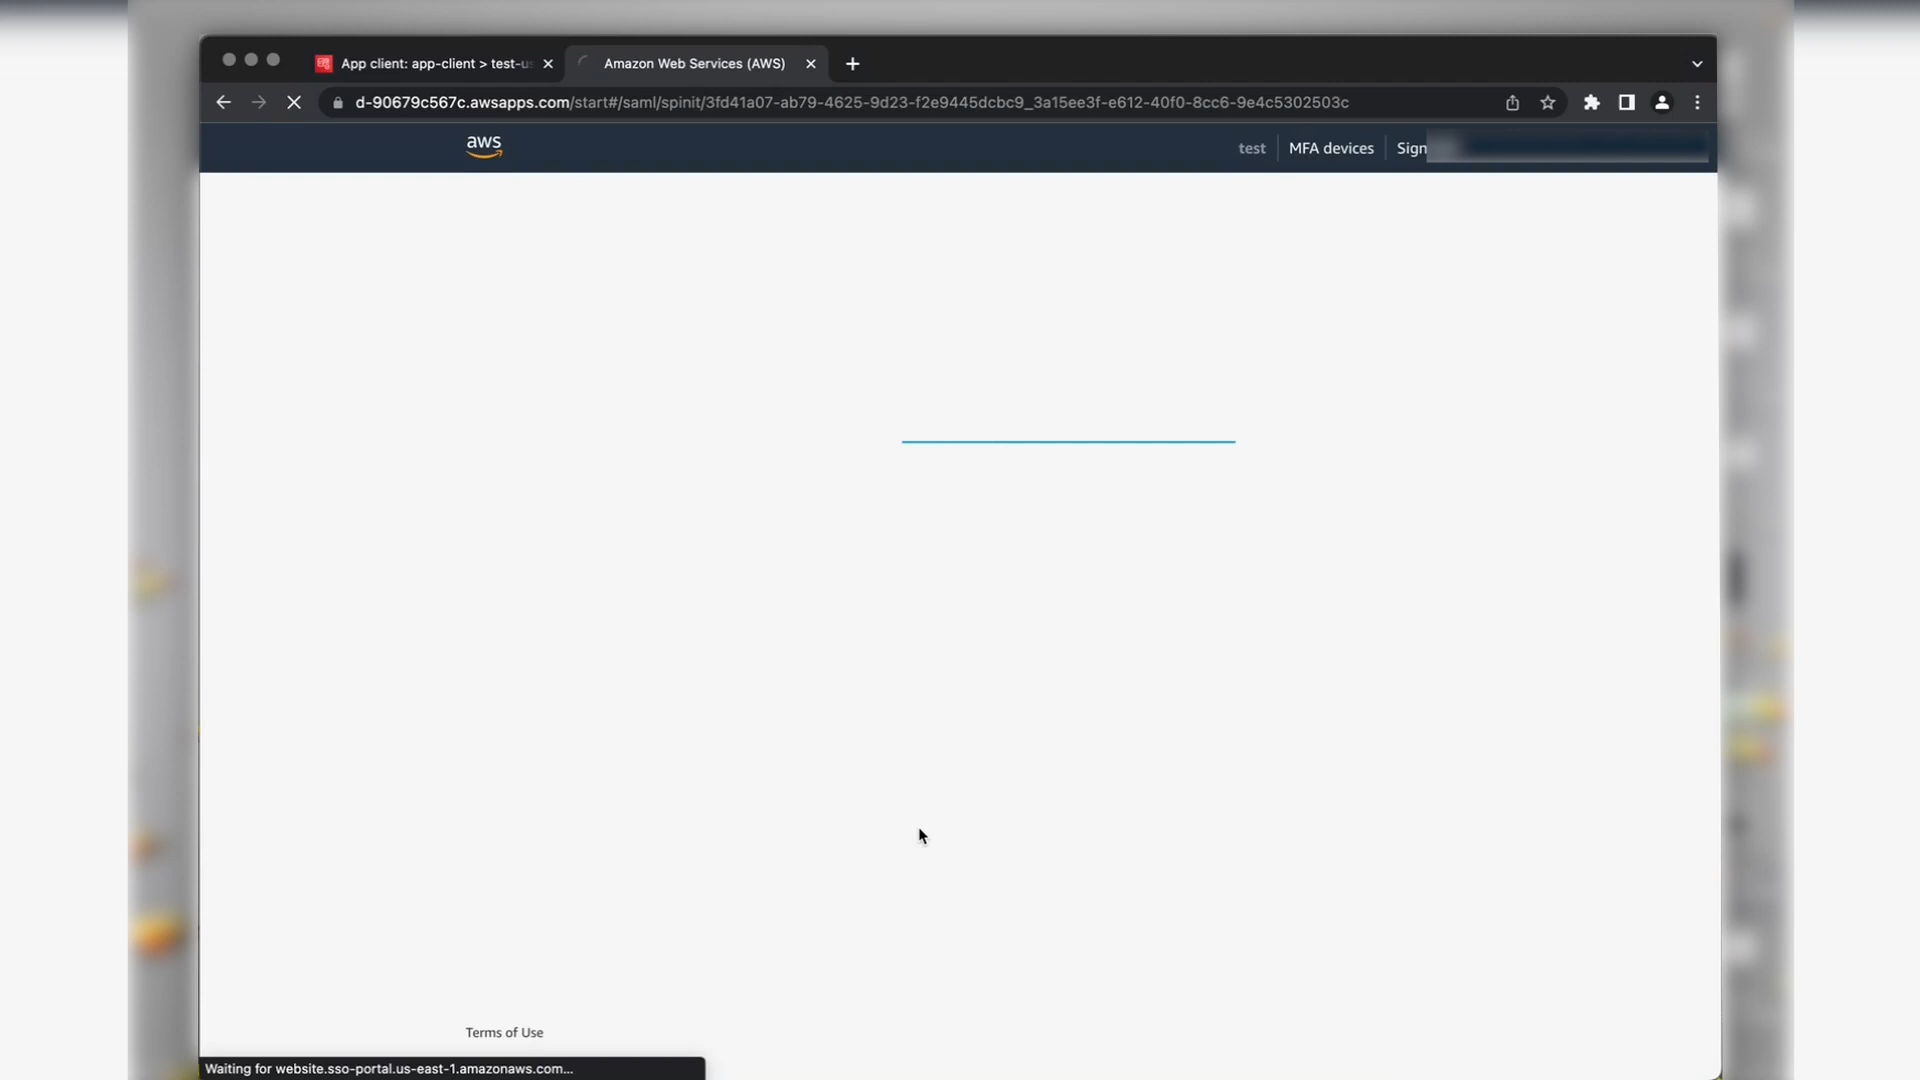 App client: app-client > test-us
Amazon Web Services (AWS)
d-90679c567c.awsapps.com/start#/saml/spinit/3fd41a07-ab79-4625-9d23-f2e9445dcbc9_3a15ee3f-e612-40f0-8cc6-9e4c5302503c
aws
test
MFA devices
Sign
Terms of Use
Waiting for website.sso-portal.us-east-1.amazonaws.com...